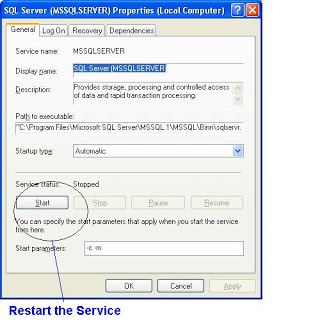 SQL Server (MSSQLSERVER) Properties (Local Computer)
General Log On Recovery Dependencies
Service name: MSSQLSERVER
Display name: SQL Server (MSSQLSERVER)
Description: Provides storage, processing and controlled access
of data and rapid transaction processing.
Path to executable:
"C:\Program Files\Microsoft SQL Server\MSSQL.1\MSSQL\Binn\sqlservr.
Startup type: Automatic
Service status: Stopped
Start Stop Pause Resume
You can specify the start parameters that apply when you start the service
from here.
Start parameters: -c -m
OK Cancel Apply
Restart the Service